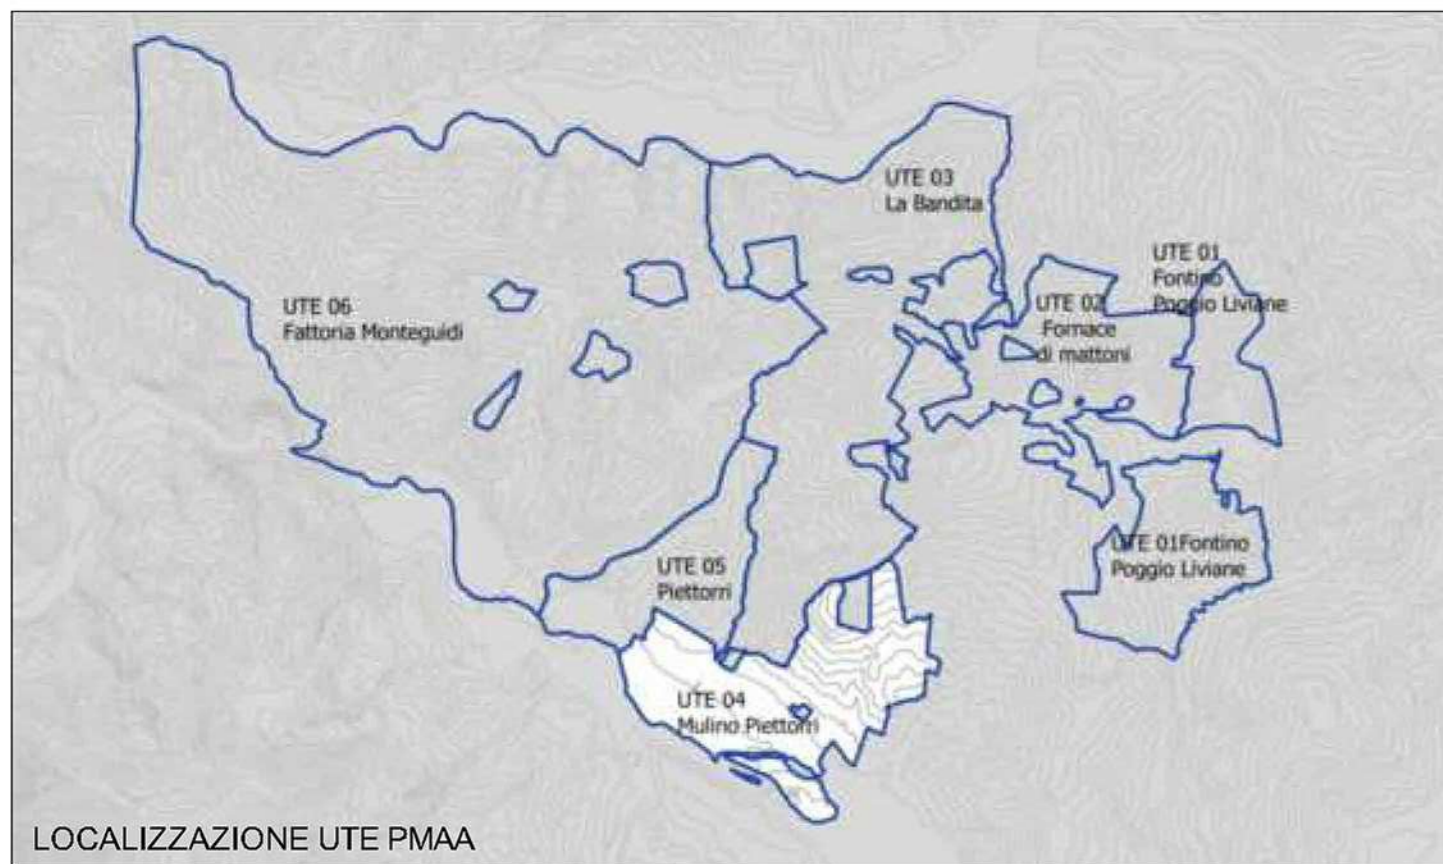 UTE 03
La Bandita
UTE 01
Fontino
Poggio Liviane
UTE 06
Fattoria Monteguidi
UTE 02
Fornace
di mattoni
UTE 01Fontino
Poggio Liviane
UTE 05
Piettorri
UTE 04
Mulino Piettorri
LOCALIZZAZIONE UTE PMAA